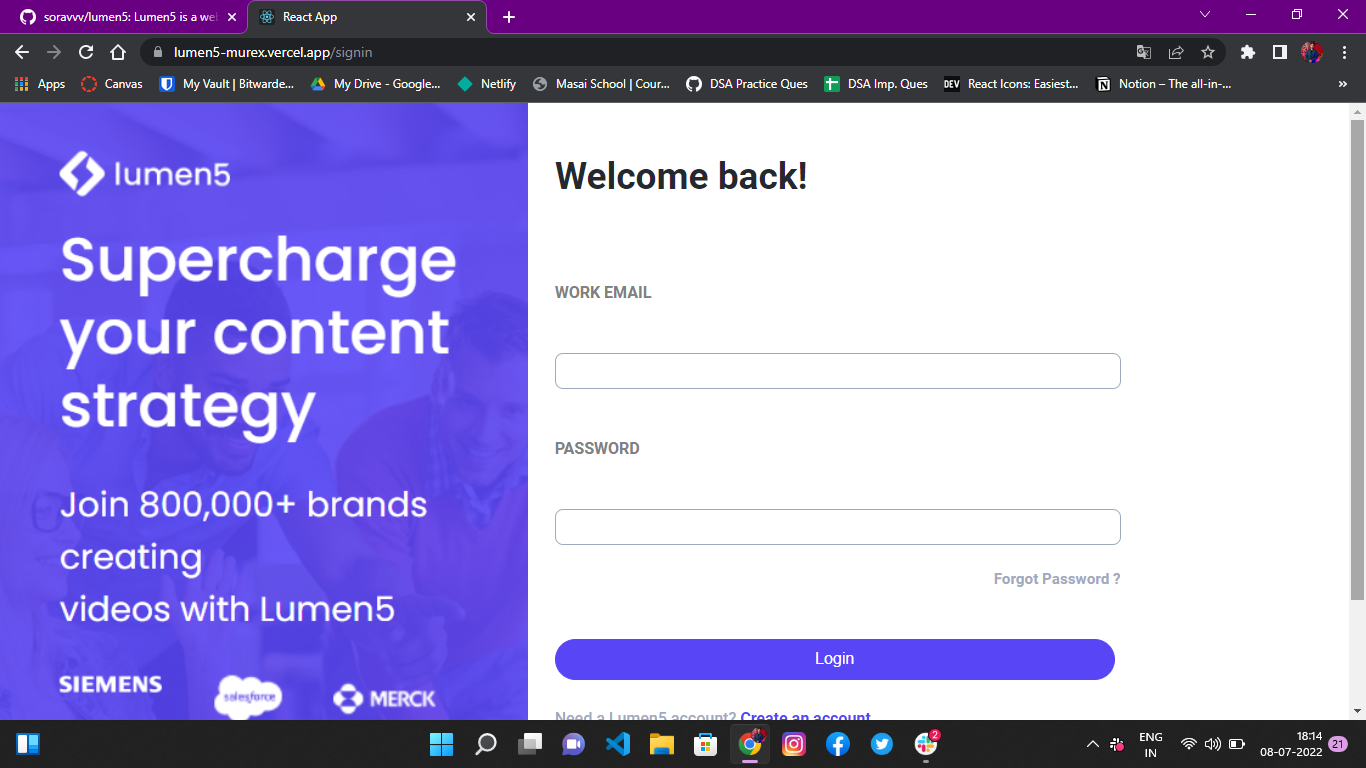 soravvv/lumen5: Lumen5 is a we
React App
lumen5-murex.vercel.app/signin
Apps
Canvas
My Vault | Bitwarde...
My Drive - Google...
Netlify
Masai School | Cour...
DSA Practice Ques
DSA Imp. Ques
DEV
React Icons: Easiest...
Notion – The all-in-...
»
lumen5
Supercharge
your content
strategy
Join 800,000+ brands
creating
videos with Lumen5
SIEMENS
salesforce
MERCK
Welcome back!
WORK EMAIL
PASSWORD
Forgot Password ?
Login
Need a Lumen5 account? Create an account
2
ENG
IN
18:14
08-07-2022
21